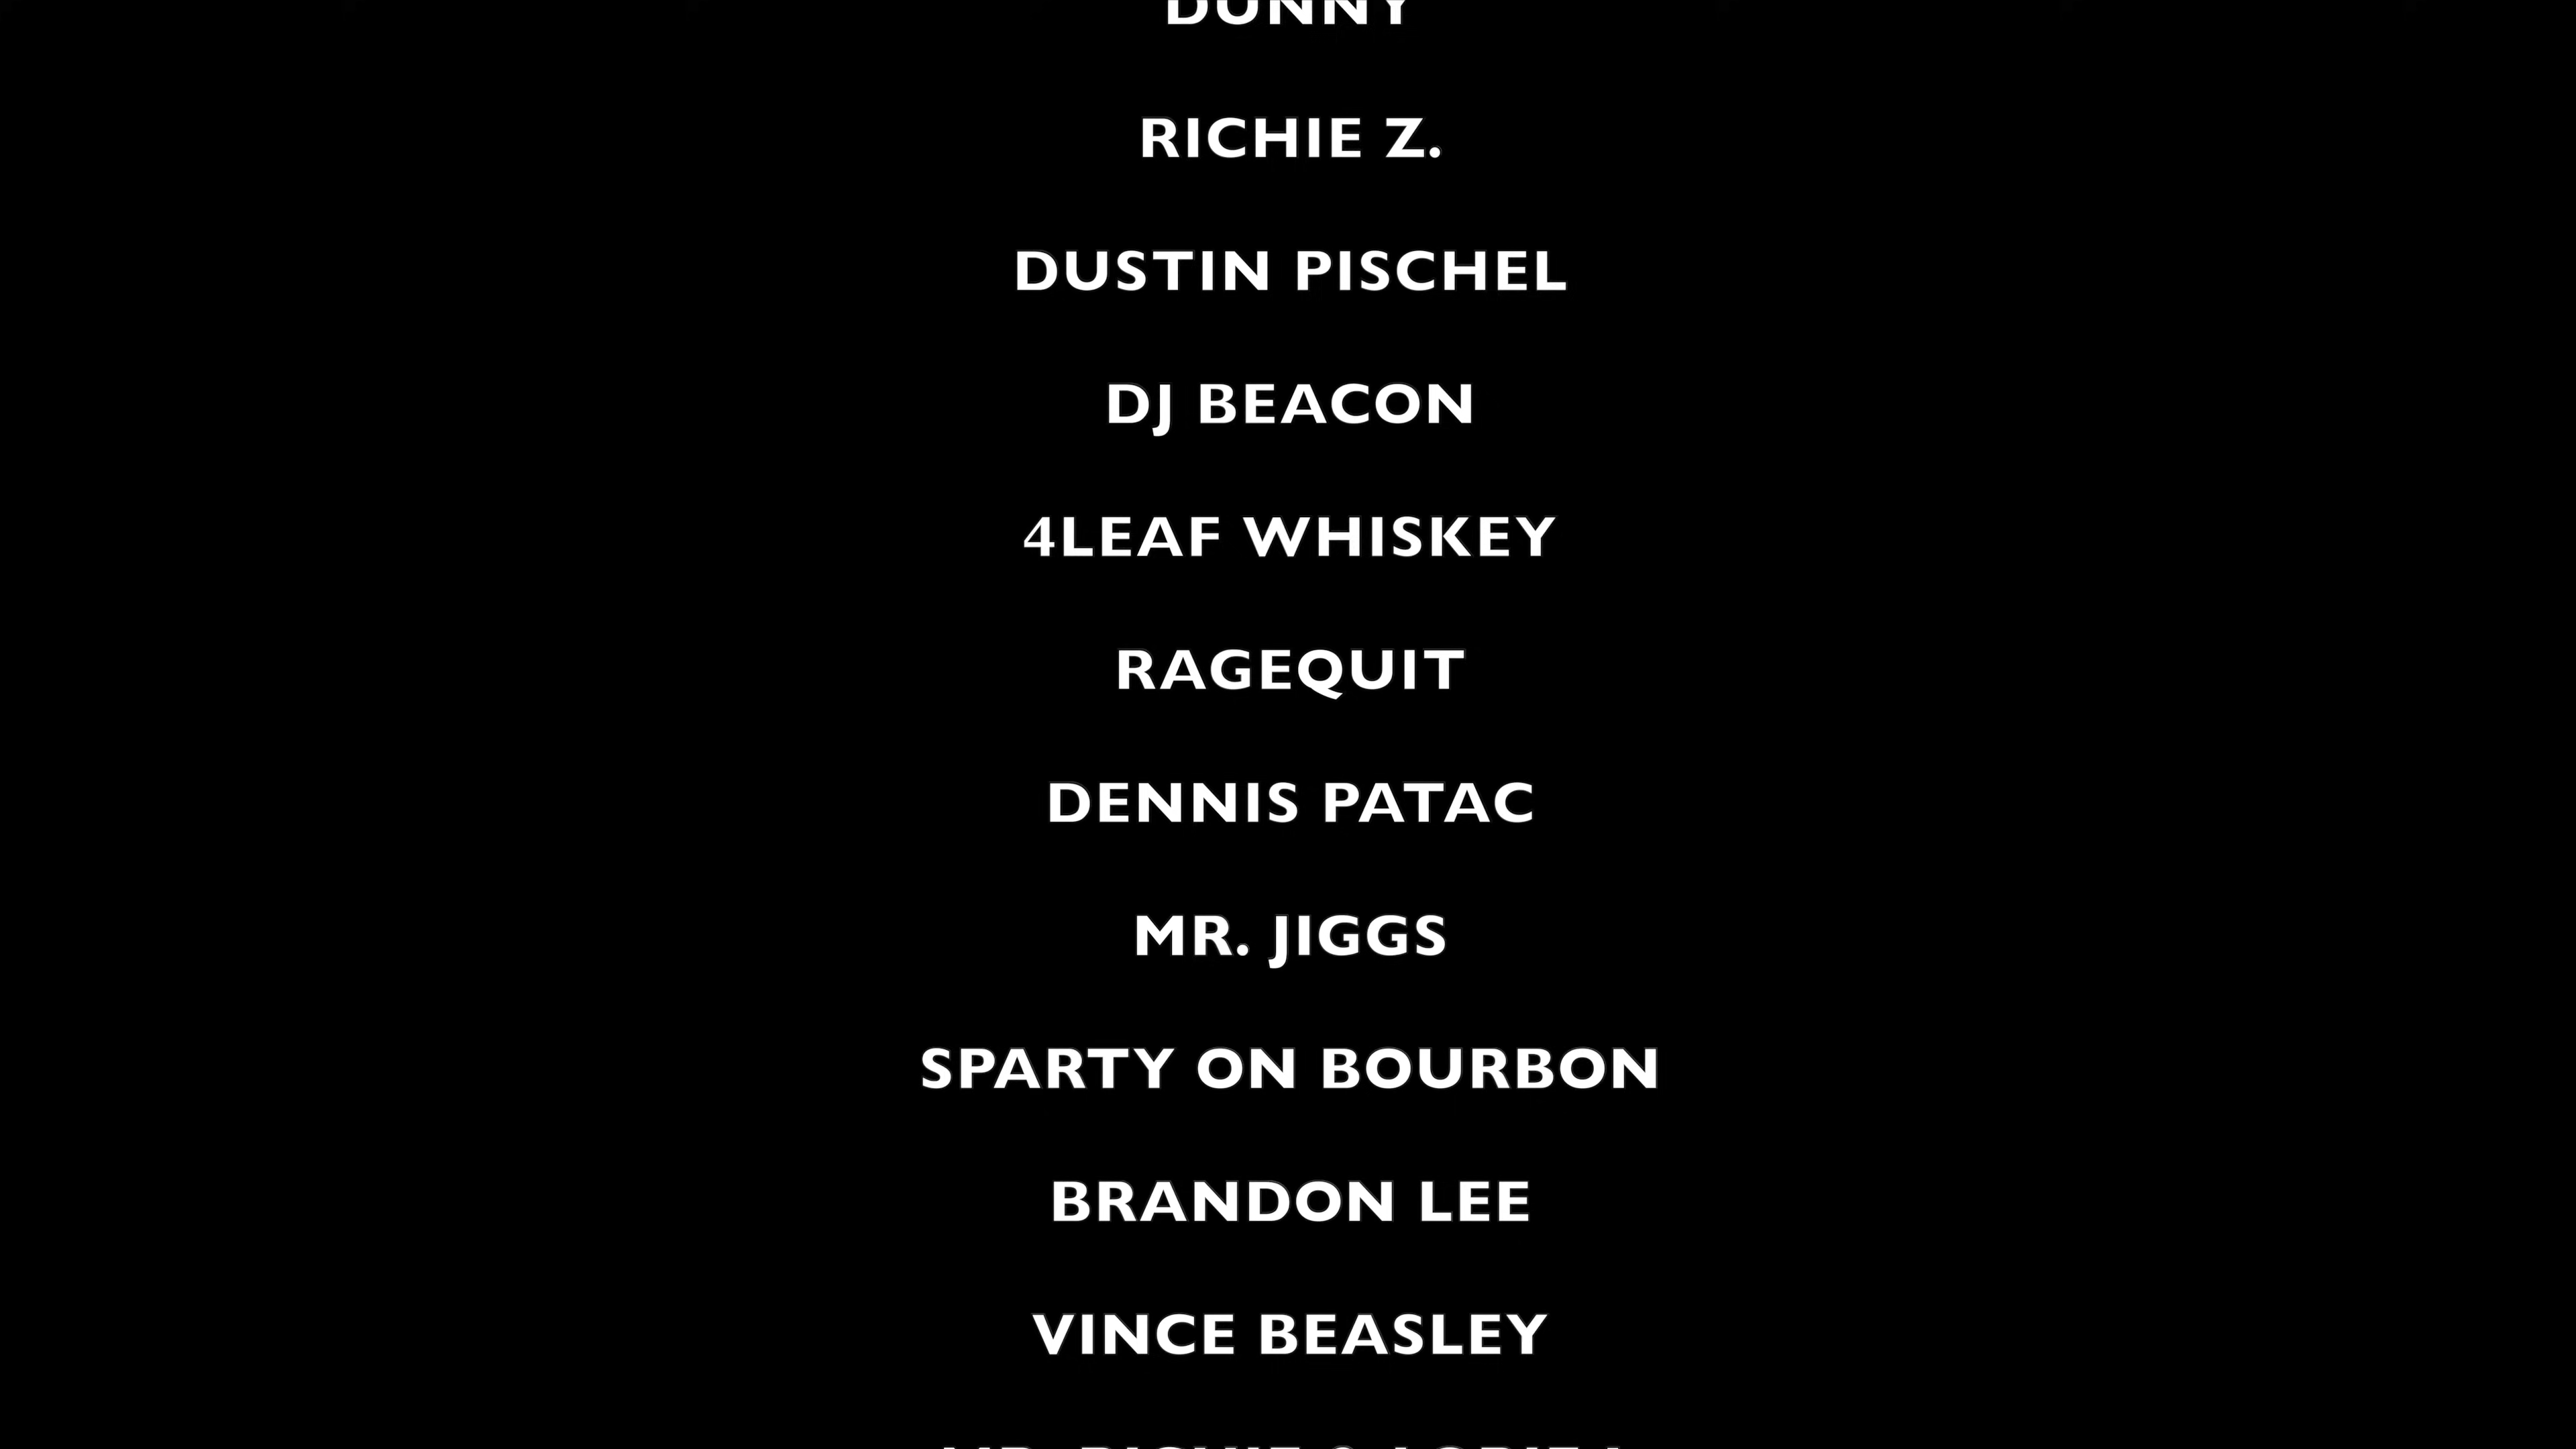 DUNNY
RICHIE Z.
DUSTIN PISCHEL
DJ BEACON
4LEAF WHISKEY
RAGEQUIT
DENNIS PATAC
MR. JIGGS
SPARTY ON BOURBON
BRANDON LEE
VINCE BEASLEY